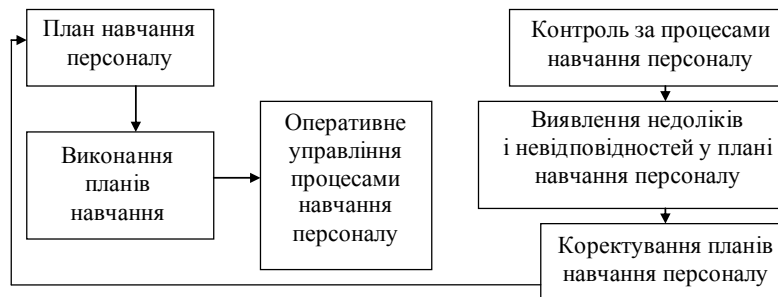 План навчання
персоналу
Виконання
планів
навчання
Оперативне
управління
процесами
навчання
персоналу
Контроль за процесами
навчання персоналу
Виявлення недоліків
і невідповідностей у плані
навчання персоналу
Коректування планів
навчання персоналу